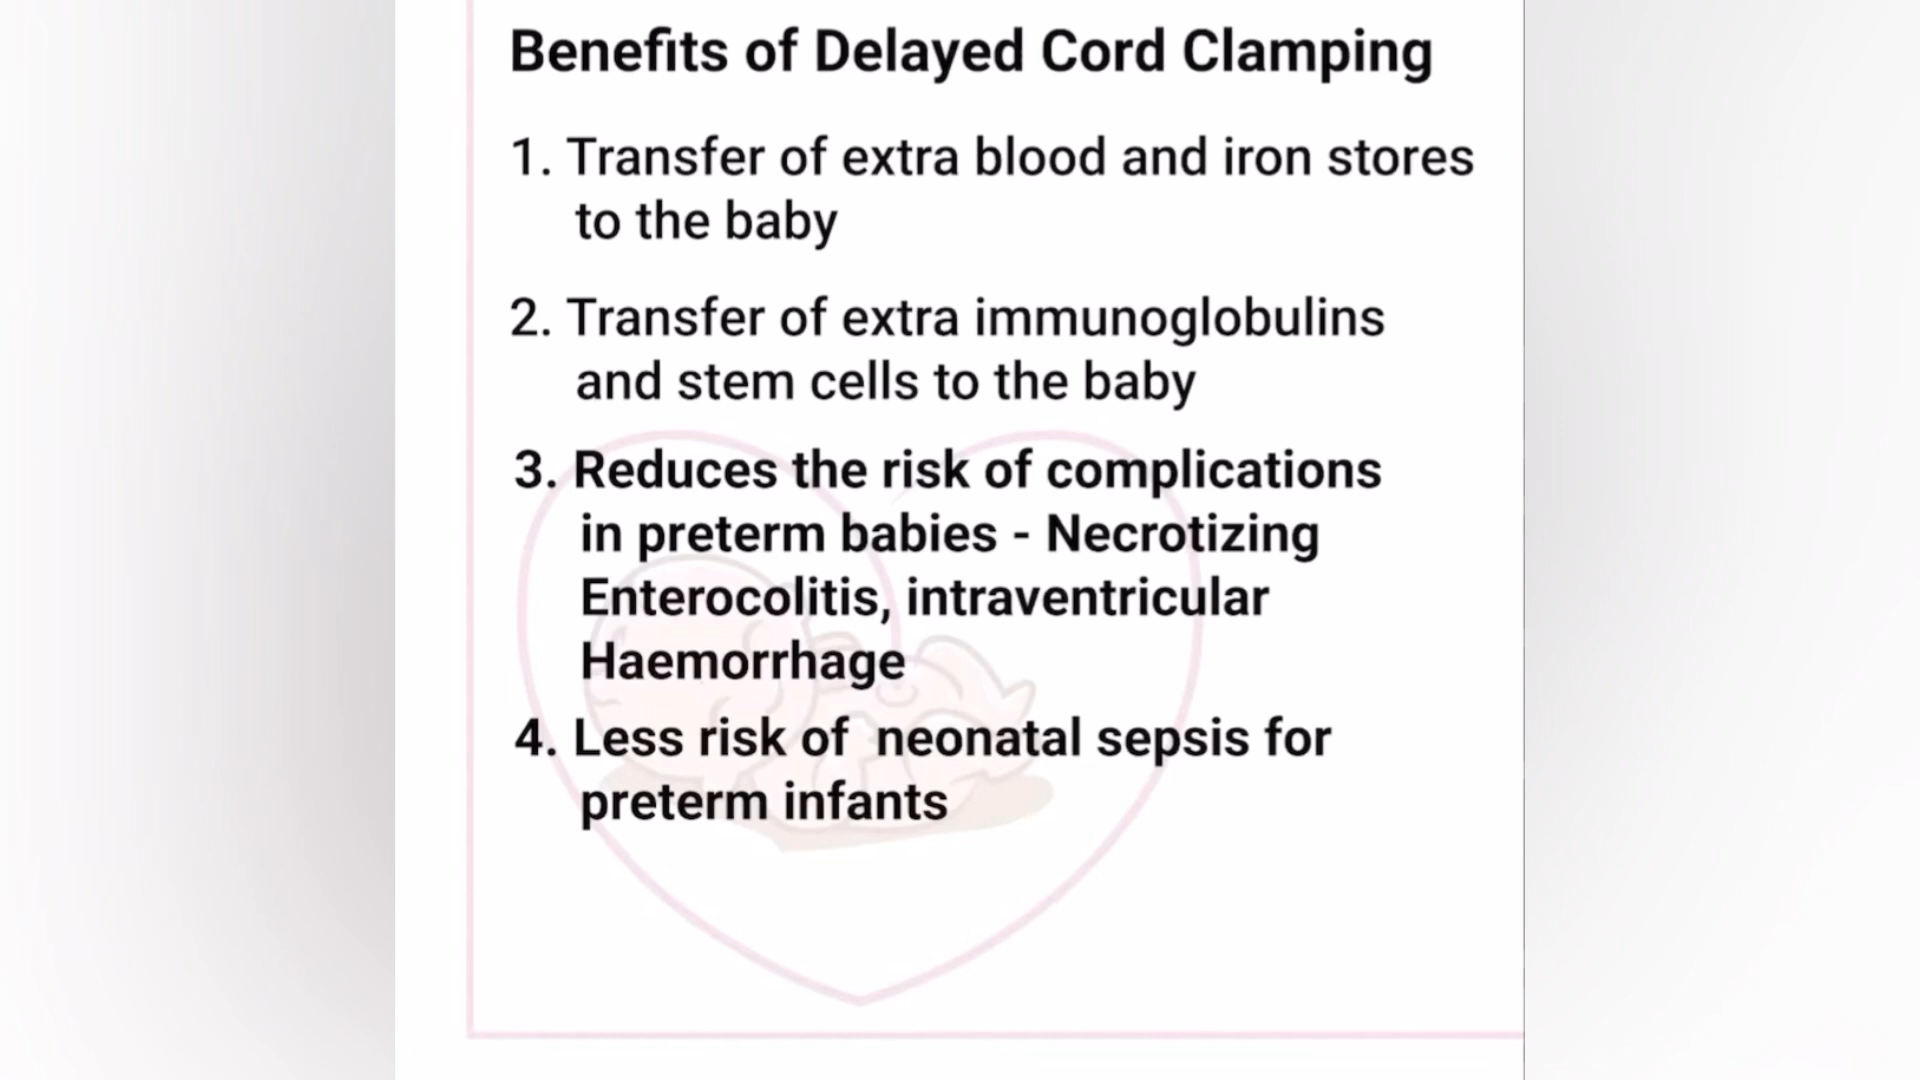 Benefits of Delayed Cord Clamping
1. Transfer of extra blood and iron stores
to the baby
2. Transfer of extra immunoglobulins
and stem cells to the baby
3. Reduces the risk of complications
in preterm babies - Necrotizing
Enterocolitis, intraventricular
Haemorrhage
4. Less risk of  neonatal sepsis for
preterm infants